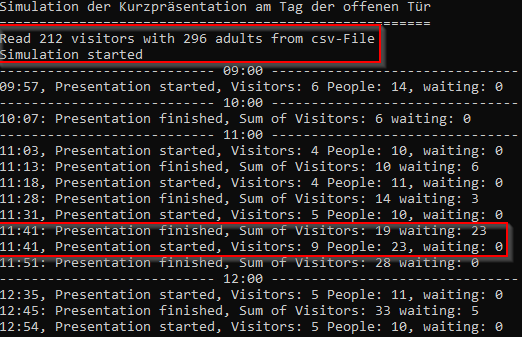 Simulation der Kurzpräsentation am Tag der offenen Tür
=====================================================
Read 212 visitors with 296 adults from csv-File
Simulation started
--------------------------- 09:00 --------------------------------
09:57, Presentation started, Visitors: 6 People: 14, waiting: 0
--------------------------- 10:00 --------------------------------
10:07: Presentation finished, Sum of Visitors: 6 waiting: 0
--------------------------- 11:00 --------------------------------
11:03, Presentation started, Visitors: 4 People: 10, waiting: 0
11:13: Presentation finished, Sum of Visitors: 10 waiting: 6
11:18, Presentation started, Visitors: 4 People: 11, waiting: 0
11:28: Presentation finished, Sum of Visitors: 14 waiting: 3
11:31, Presentation started, Visitors: 5 People: 10, waiting: 0
11:41: Presentation finished, Sum of Visitors: 19 waiting: 23
11:41, Presentation started, Visitors: 9 People: 23, waiting: 0
11:51: Presentation finished, Sum of Visitors: 28 waiting: 0
--------------------------- 12:00 --------------------------------
12:35, Presentation started, Visitors: 5 People: 11, waiting: 0
12:45: Presentation finished, Sum of Visitors: 33 waiting: 5
12:54, Presentation started, Visitors: 5 People: 10, waiting: 0